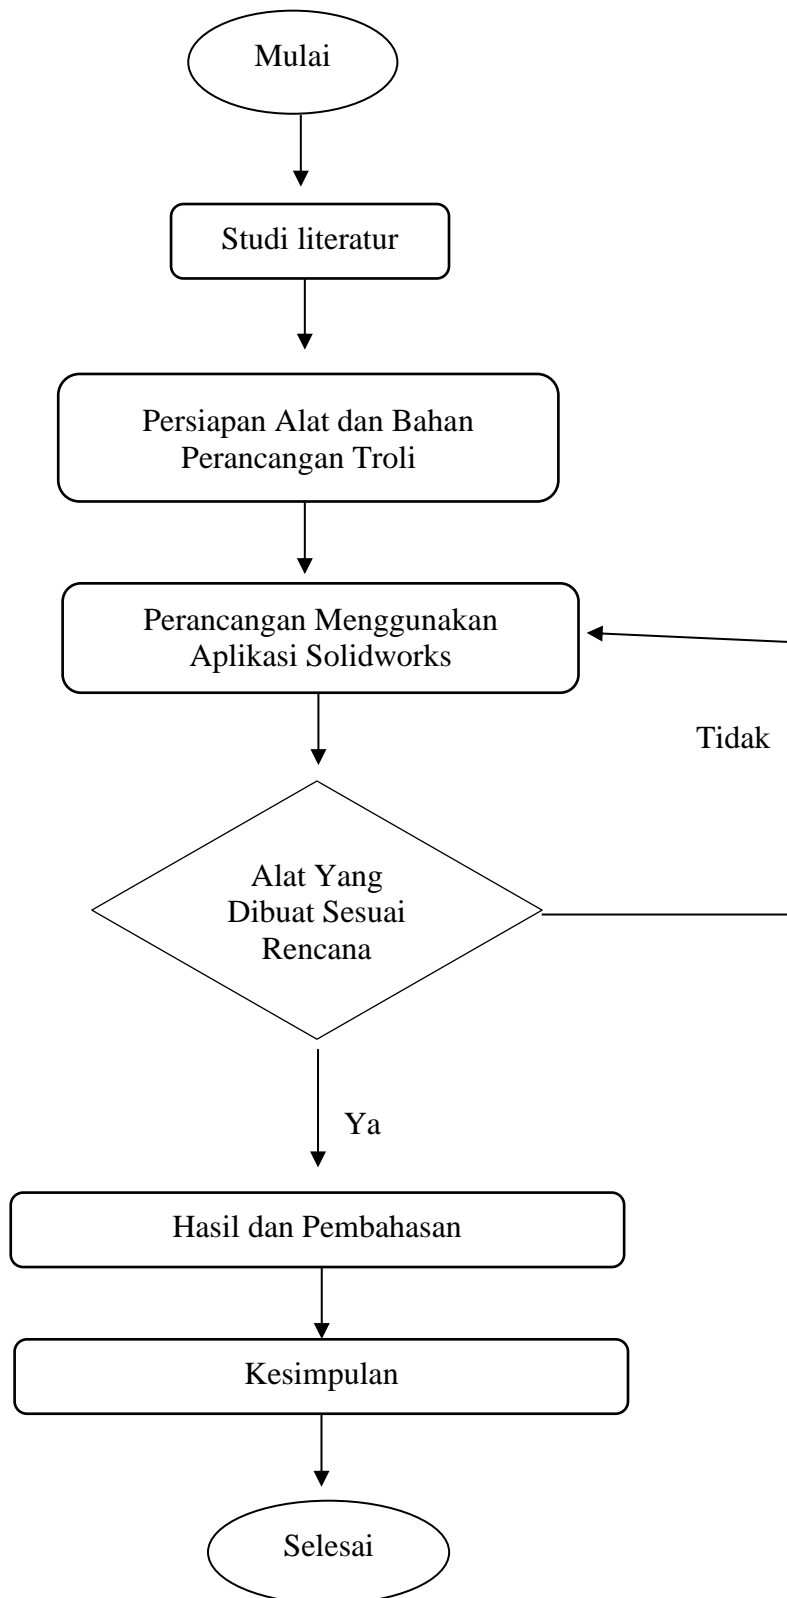 Mulai
Studi literatur
Persiapan Alat dan Bahan
Perancangan Troli
Perancangan Menggunakan
Aplikasi Solidworks
Tidak
Alat Yang
Dibuat Sesuai
Rencana
Ya
Hasil dan Pembahasan
Kesimpulan
Selesai